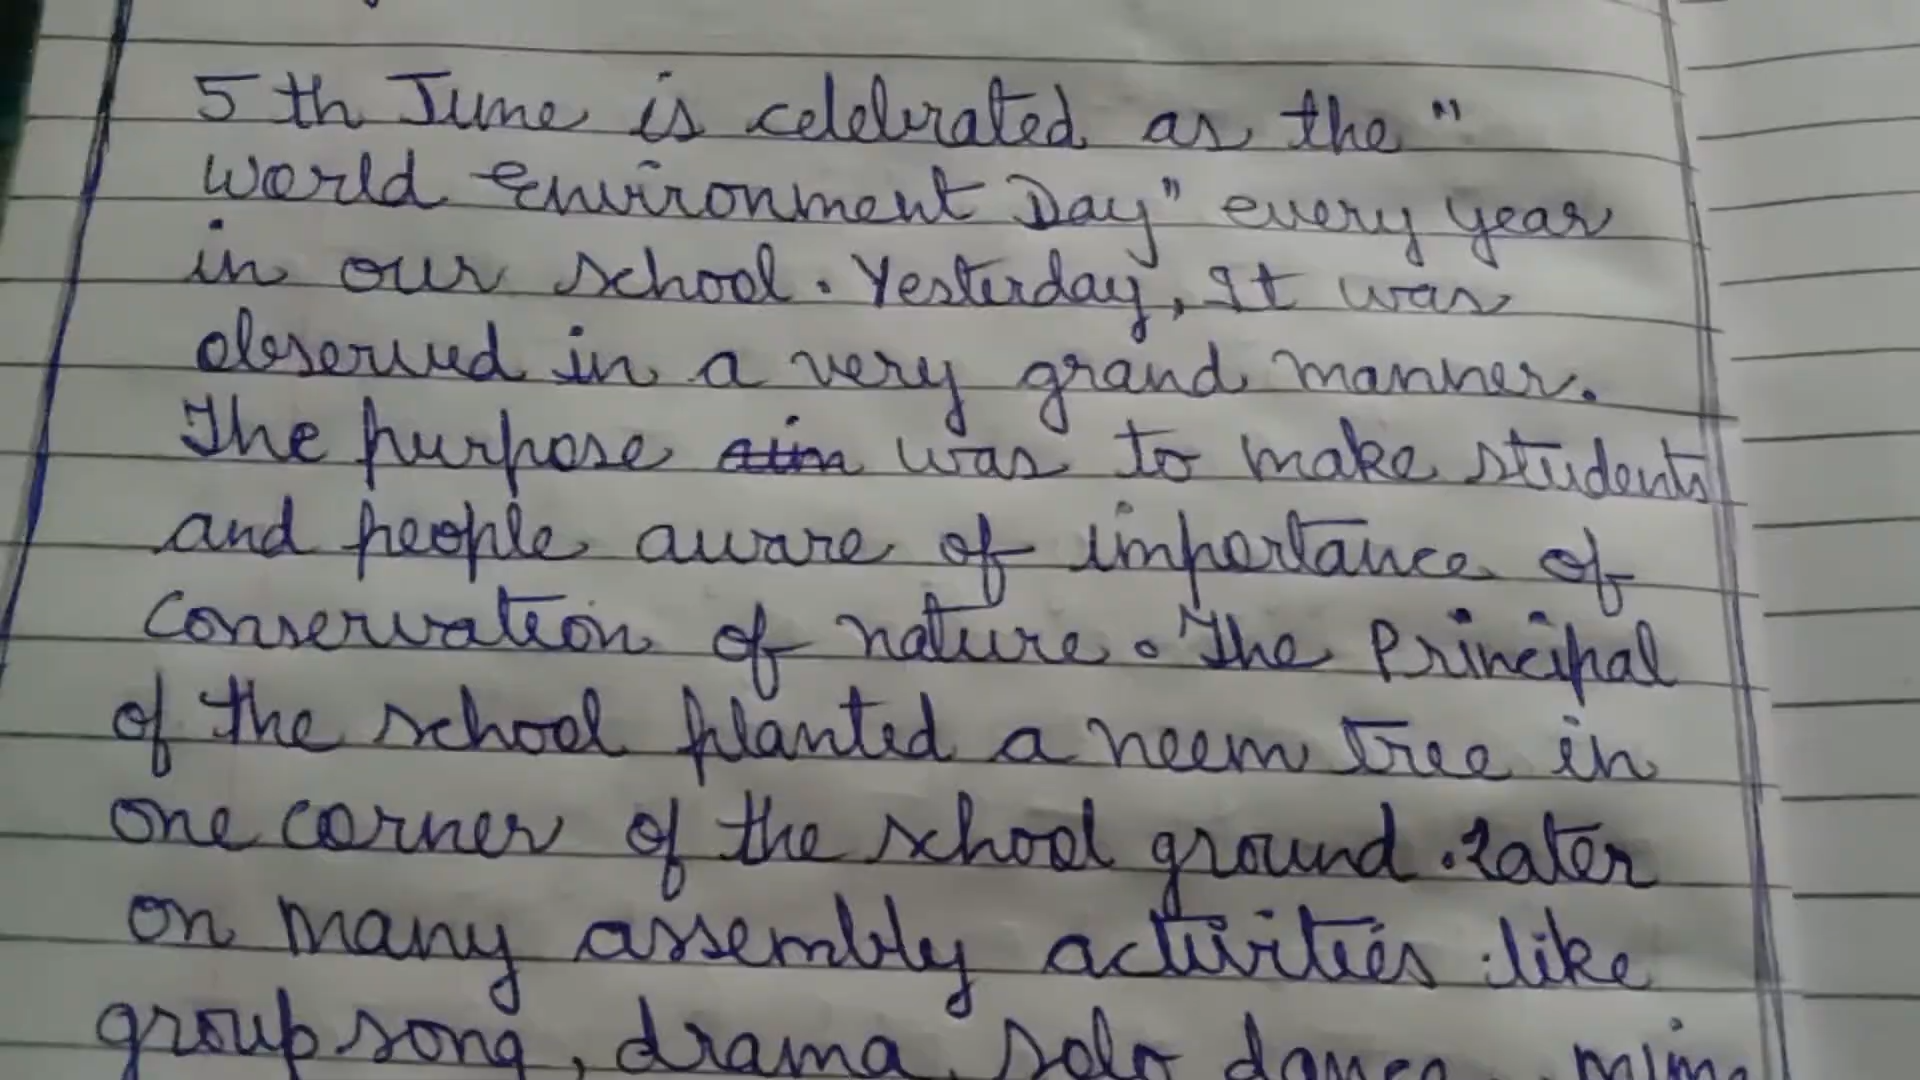 5th June is celebrated as the "
World Environment Day" every year
in our school. Yesterday, It was
observed in a very grand manner.
The purpose aim was to make students
and people aware of importance of
Conservation of nature. The Principal
of the school planted a neem tree in
one corner of the school ground. Later
on many assembly activities like
group song, drama, solo dance, mime